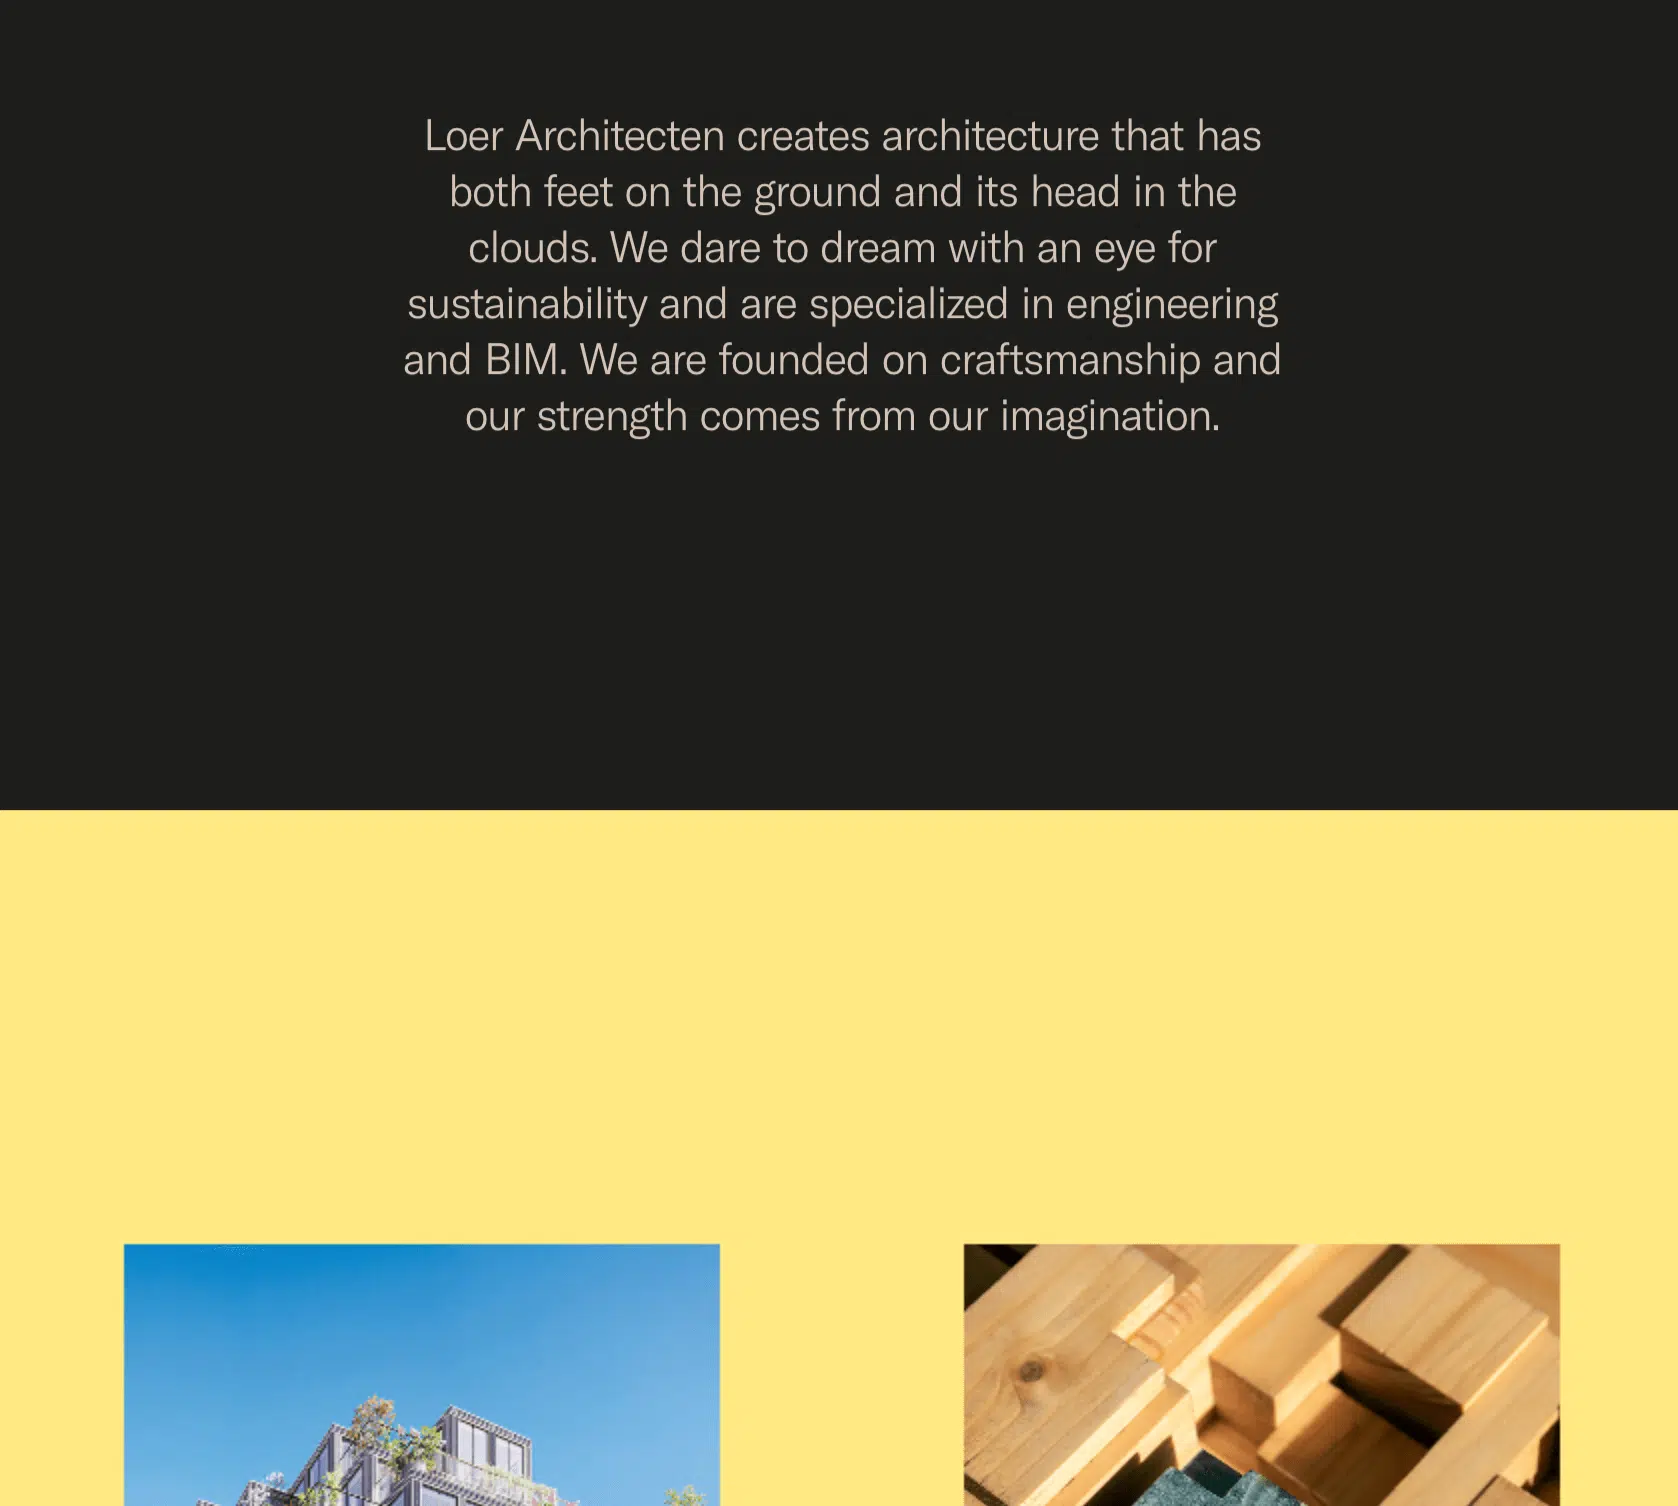 Loer Architecten creates architecture that has
both feet on the ground and its head in the
clouds. We dare to dream with an eye for
sustainability and are specialized in engineering
and BIM. We are founded on craftsmanship and
our strength comes from our imagination.